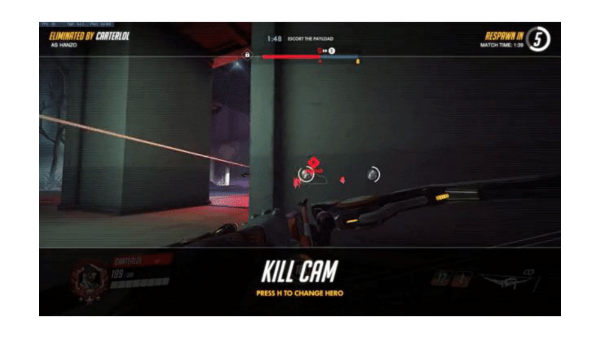 ELIMINATED BY CARTERLOL
AS HANZO
1:48 ESCORT THE PAYLOAD
RESPAWN IN 5
MATCH TIME: 1:39
KILL CAM
PRESS H TO CHANGE HERO
CARTERLOL
199